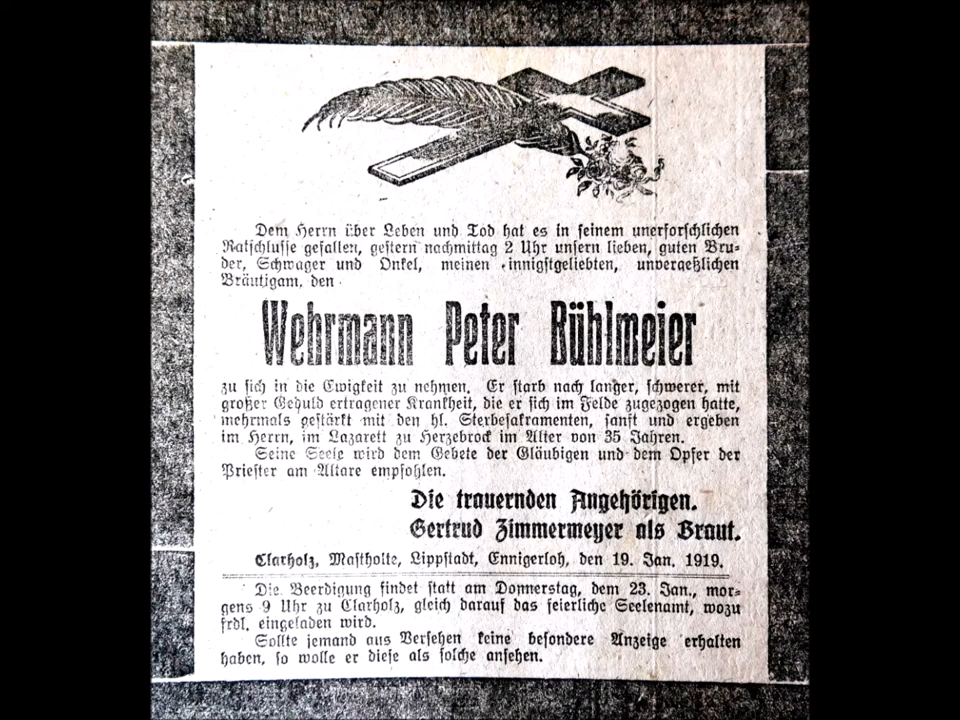 Dem Herrn über Leben und Tod hat es in seinem unerforschlichen
Ratschlusse gefallen, gestern nachmittag 2 Uhr unsern lieben, guten Bru-
der, Schwager und Onkel, meinen innigstgeliebten, unvergeßlichen
Bräutigam, den
Wehrmann Peter Bühlmeier
zu sich in die Ewigkeit zu nehmen. Er starb nach langer, schwerer, mit
großer Geduld ertragener Krankheit, die er sich im Felde zugezogen hatte,
mehrmals gestärkt mit den hl. Sterbesakramenten, sanft und ergeben
im Herrn, im Lazarett zu Herzebrock im Alter von 35 Jahren.
Seine Seele wird dem Gebete der Gläubigen und dem Opfer der
Priester am Altare empfohlen.
Die trauernden Angehörigen.
Gertrud Zimmermeyer als Braut.
Clarholz, Mastholte, Lippstadt, Ennigerloh, den 19. Jan. 1919.
Die Beerdigung findet statt am Donnerstag, dem 23. Jan., mor-
gens 9 Uhr zu Clarholz, gleich darauf das feierliche Seelenamt, wozu
frdl. eingeladen wird.
Sollte jemand aus Versehen keine besondere Anzeige erhalten
haben, so wolle er diese als solche ansehen.